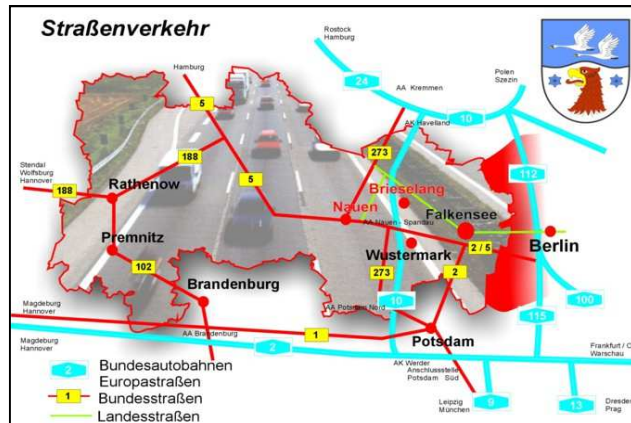 Straßenverkehr
Rostock
Hamburg
Hamburg
24
AA Kremmen
Polen
Szezin
5
AK Havelland
10
188
273
112
Stendal
Wolfsburg
Hannover
5
188
Rathenow
Brieselang
Nauen
Falkensee
AA Nauen - Spandau
Berlin
Premnitz
Wustermark
2 / 5
102
273
2
Brandenburg
10
100
Magdeburg
Hannover
AA Potsdam Nord
115
AA Brandenburg
1
Potsdam
Magdeburg
Hannover
2
AK Werder
Frankfurt / O
Warschau
Anschlussstelle
Potsdam Süd
2
Bundesautobahnen
Europastraßen
1
Bundesstraßen
Landesstraßen
Leipzig
München
9
13
Dresden
Prag